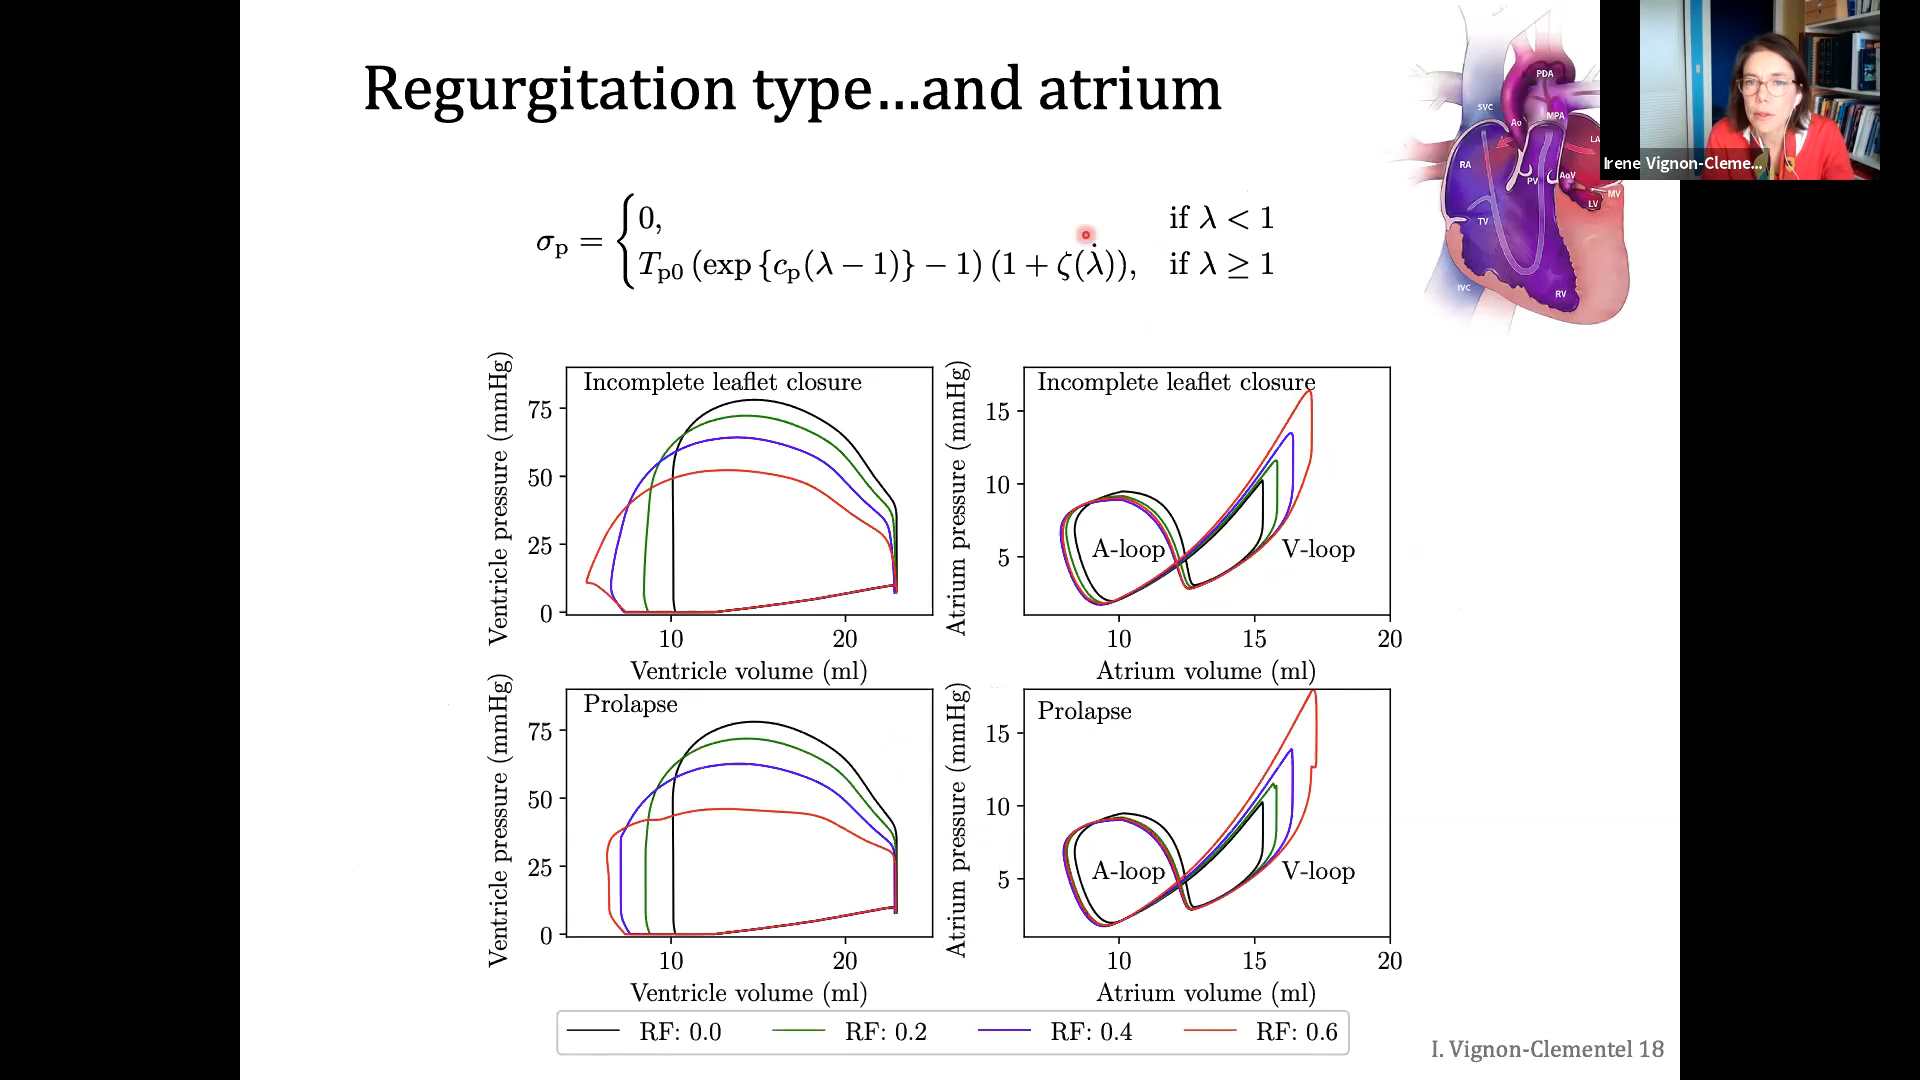 Regurgitation type…and atrium
σp = { 0, if λ < 1
Tp0 (exp {cp(λ − 1)} − 1) (1 + ζ(λ̇)), if λ ≥ 1
PDA
SVC
Ao
MPA
LA
RA
PV
AoV
MV
LV
TV
IVC
RV
Irene Vignon-Cleme...
Incomplete leaflet closure
Ventricle pressure (mmHg)
75
50
25
0
10 20
Ventricle volume (ml)
Incomplete leaflet closure
Atrium pressure (mmHg)
15
10
5
A-loop
V-loop
10 15 20
Atrium volume (ml)
Prolapse
Ventricle pressure (mmHg)
75
50
25
0
10 20
Ventricle volume (ml)
Prolapse
Atrium pressure (mmHg)
15
10
5
A-loop
V-loop
10 15 20
Atrium volume (ml)
RF: 0.0 RF: 0.2 RF: 0.4 RF: 0.6
I. Vignon-Clementel 18